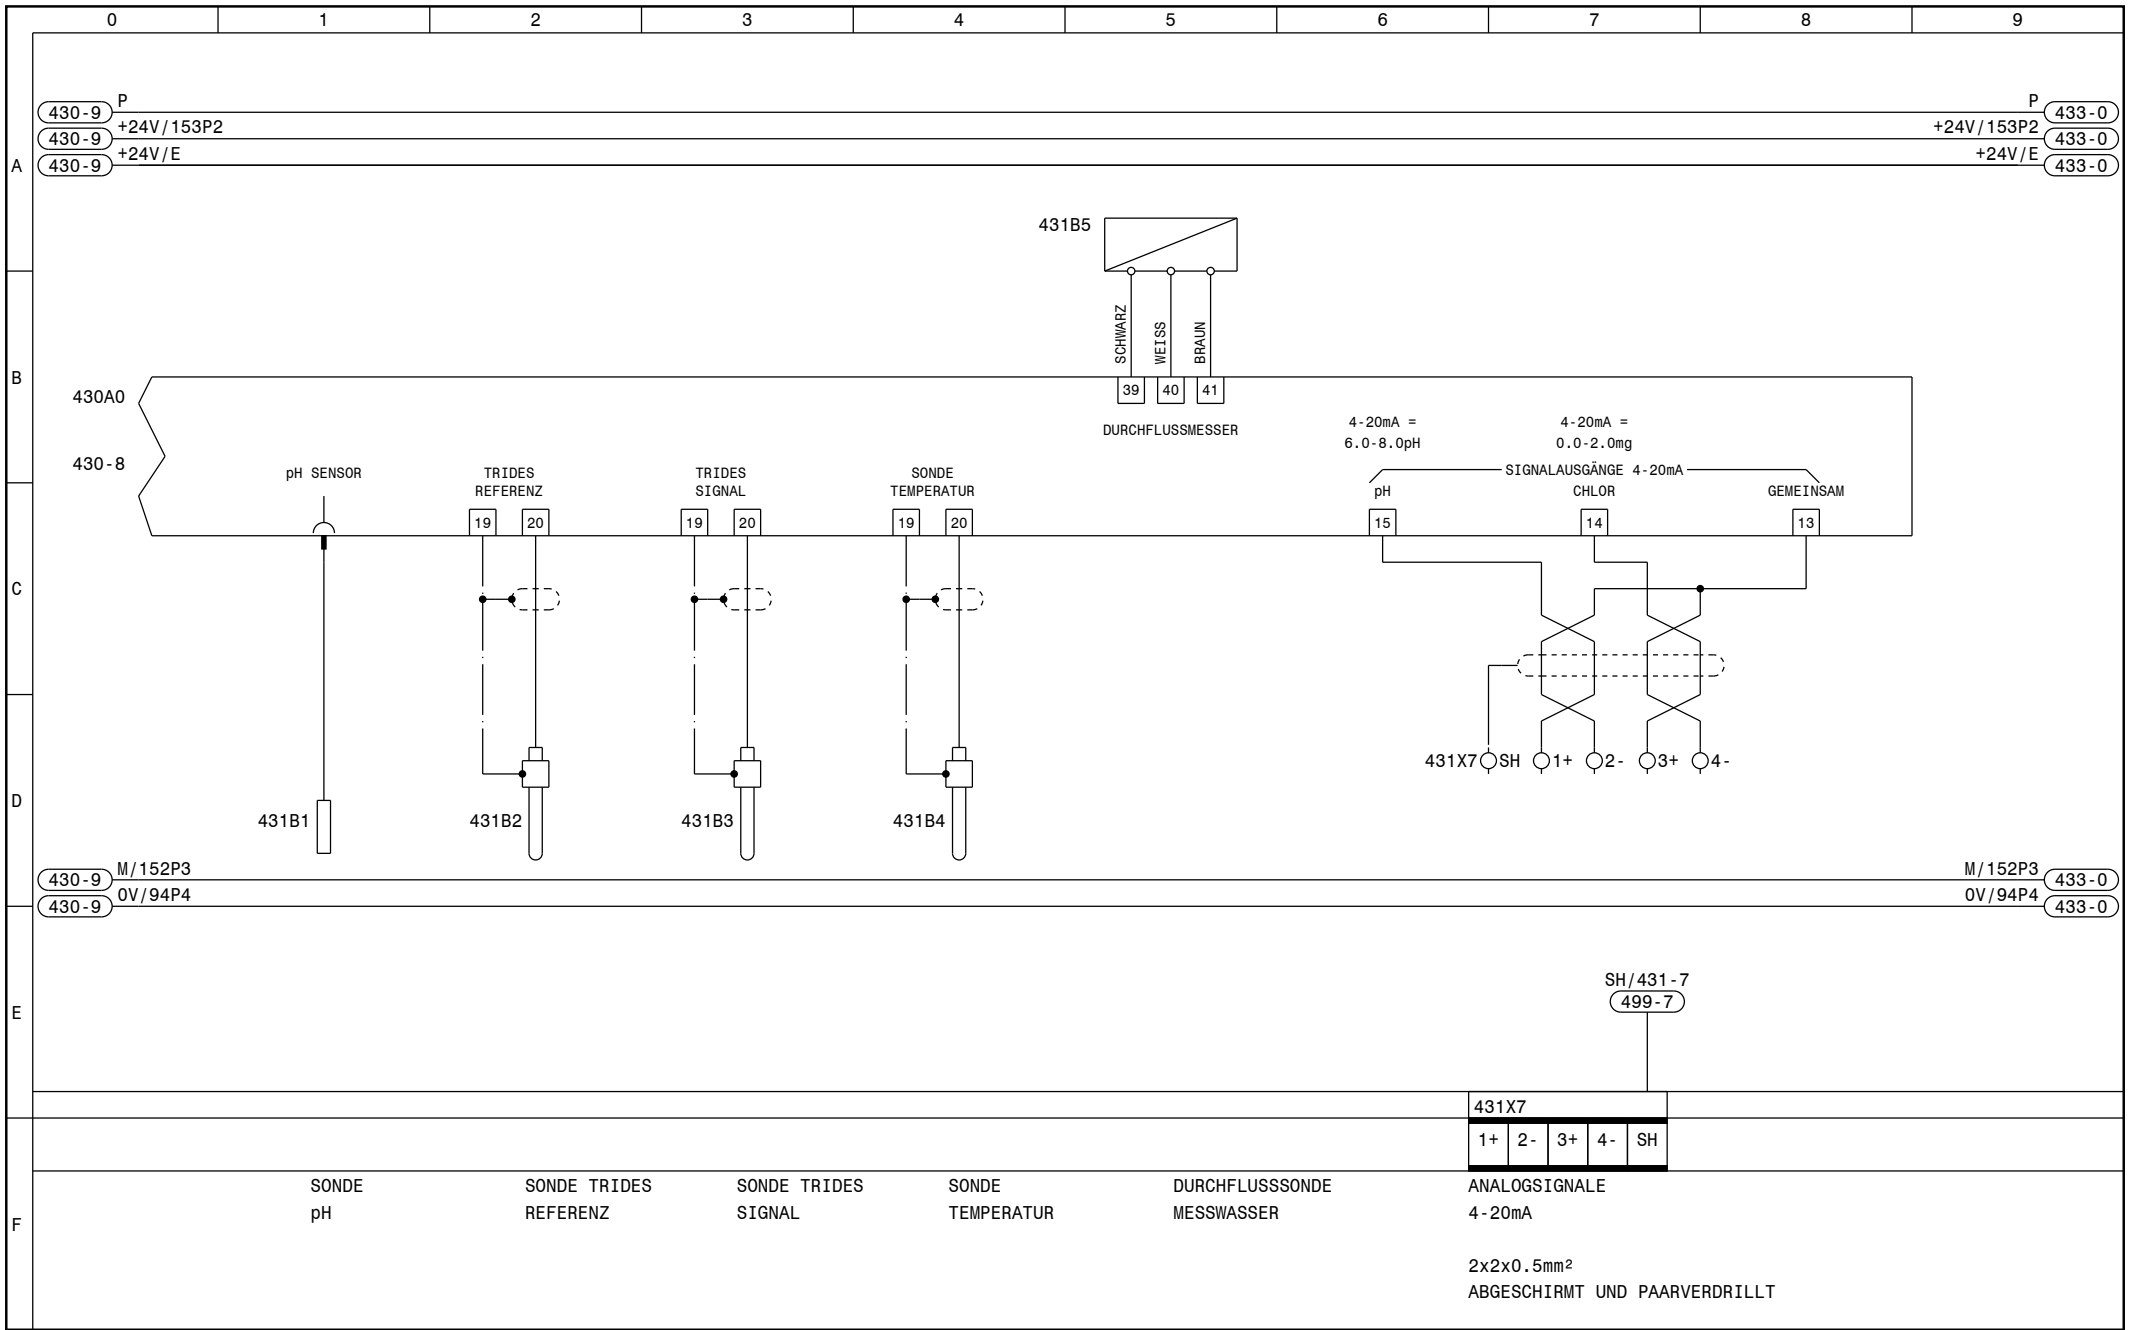 0 1 2 3 4 5 6 7 8 9
P P
430-9 433-0
+24V/153P2 +24V/153P2
430-9 433-0
+24V/E +24V/E
A 430-9 433-0
431B5
SCHWARZ WEISS BRAUN
B
430A0 39 40 41
DURCHFLUSSMESSER
4-20mA = 4-20mA =
6.0-8.0pH 0.0-2.0mg
430-8
pH SENSOR TRIDES TRIDES SONDE SIGNALAUSGÄNGE 4-20mA
REFERENZ SIGNAL TEMPERATUR pH CHLOR GEMEINSAM
19 20 19 20 19 20 15 14 13
C
431X7 SH 1+ 2- 3+ 4-
D
431B1 431B2 431B3 431B4
M/152P3 M/152P3
430-9 433-0
0V/94P4 0V/94P4
430-9 433-0
SH/431-7
499-7
E
431X7
1+ 2- 3+ 4- SH
SONDE SONDE TRIDES SONDE TRIDES SONDE DURCHFLUSSSONDE ANALOGSIGNALE
pH REFERENZ SIGNAL TEMPERATUR MESSWASSER 4-20mA
F
2x2x0.5mm²
ABGESCHIRMT UND PAARVERDRILLT